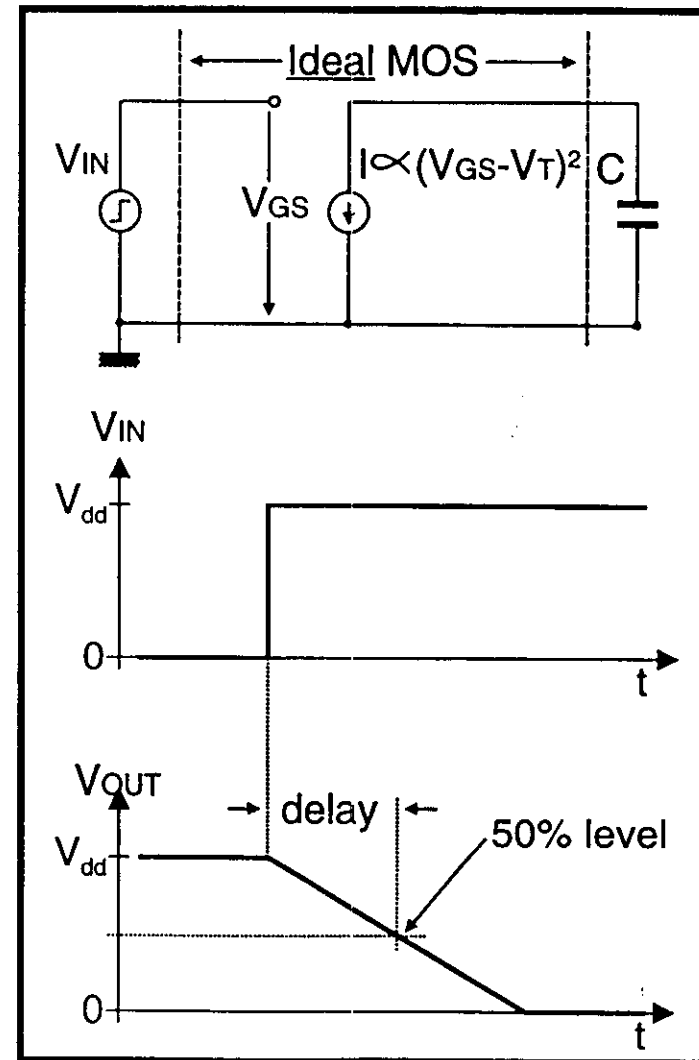 Ideal MOS
VIN
VGS
I∝(VGS-VT)² C
VIN
Vdd
0
t
VOUT
delay
50% level
Vdd
0
t